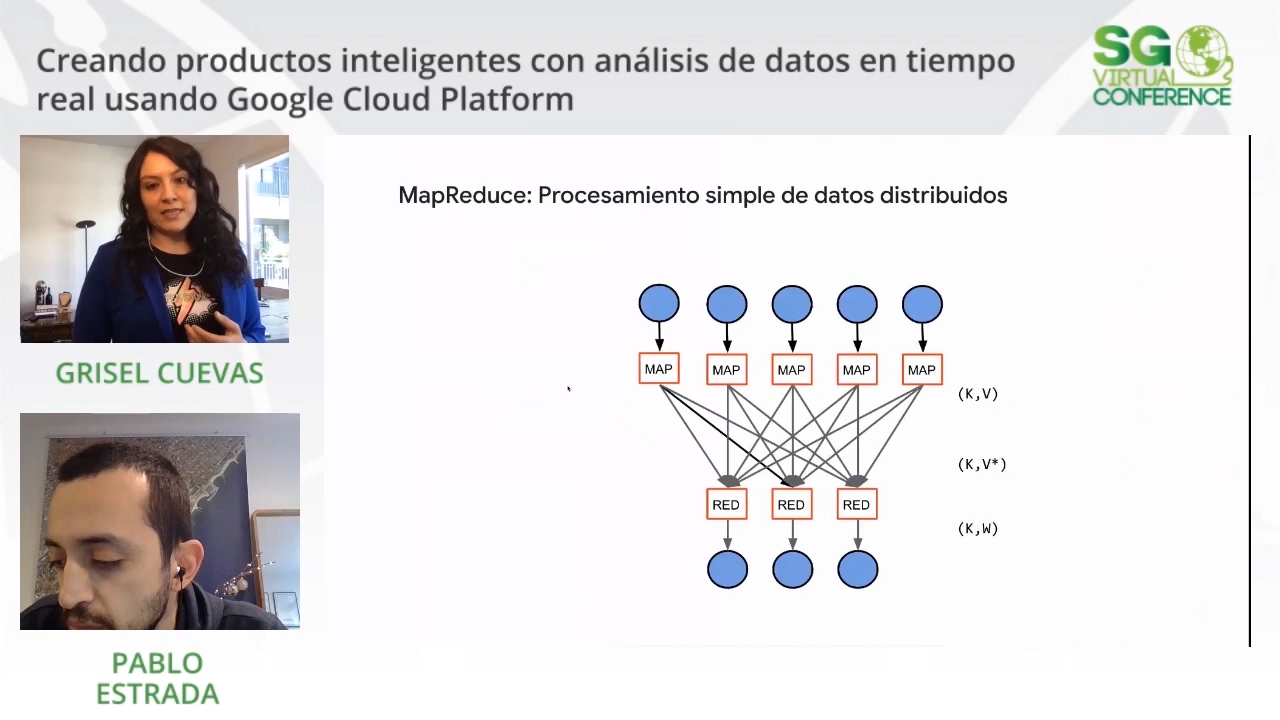 Creando productos inteligentes con análisis de datos en tiempo
real usando Google Cloud Platform
SG
VIRTUAL
CONFERENCE
GRISEL CUEVAS
PABLO
ESTRADA
MapReduce: Procesamiento simple de datos distribuidos
MAP MAP MAP MAP MAP
(K,V)
(K,V*)
RED RED RED
(K,W)